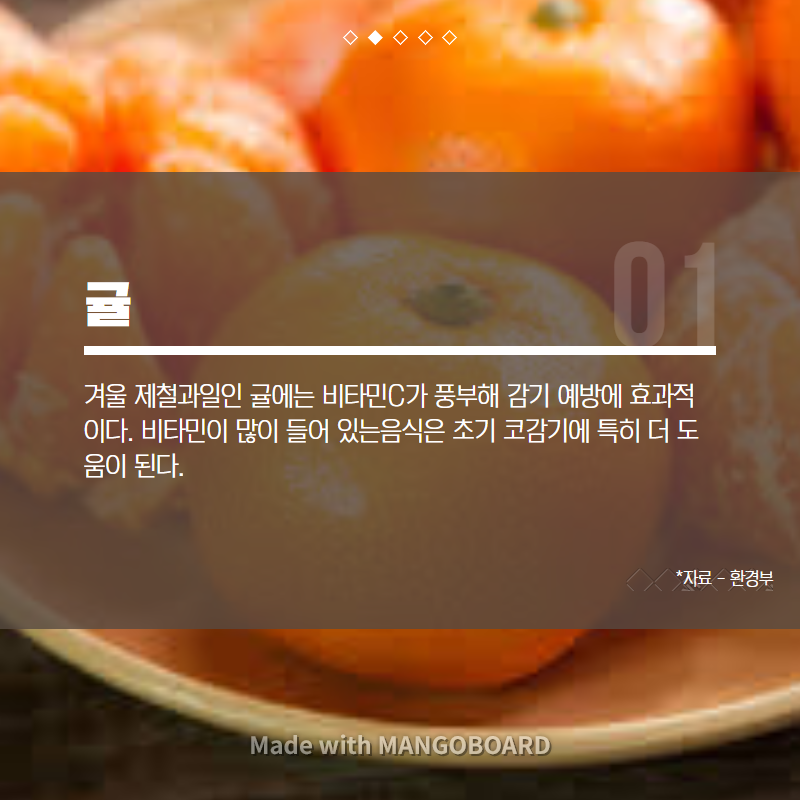 01
귤
겨울 제철과일인 귤에는 비타민C가 풍부해 감기 예방에 효과적
이다. 비타민이 많이 들어 있는음식은 초기 코감기에 특히 더 도
움이 된다.
*자료 - 환경부
Made with MANGOBOARD